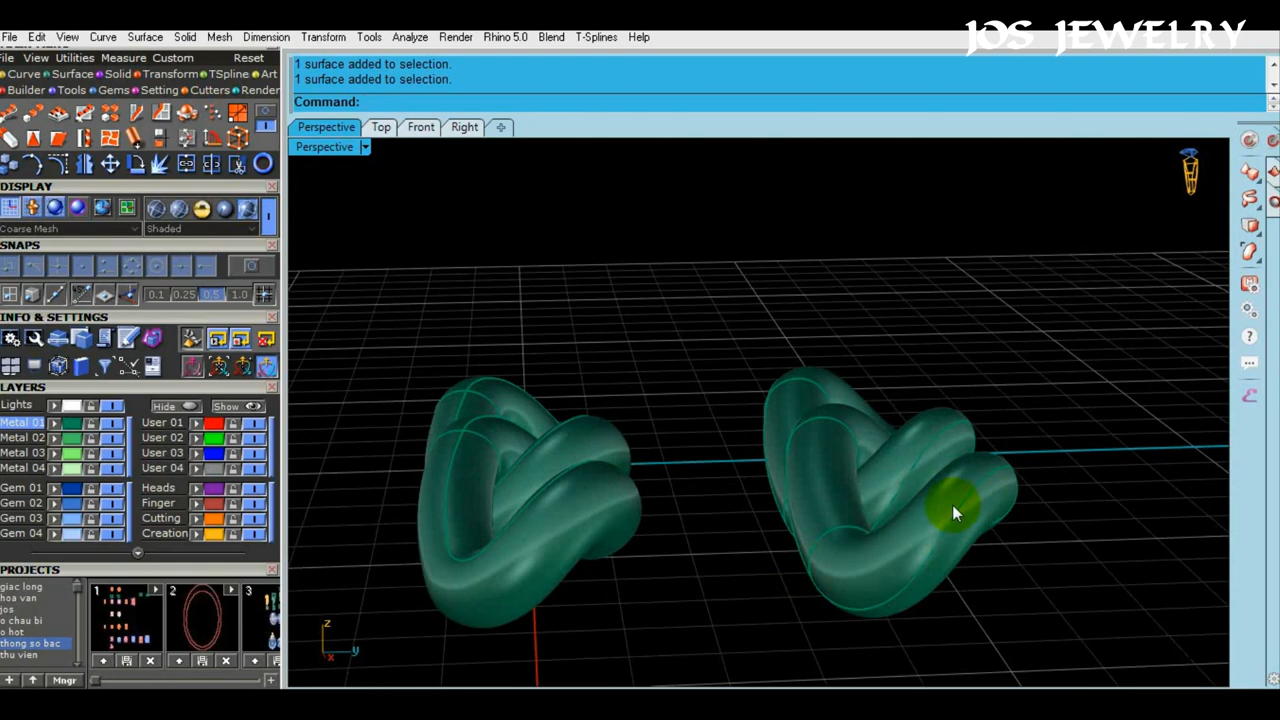 JOS JEWELRY
File Edit View Curve Surface Solid Mesh Dimension Transform Tools Analyze Render Rhino 5.0 Blend T-Splines Help
File View Utilities Measure Custom Reset
Curve Surface Solid Transform TSpline Art
Builder Tools Gems Setting Cutters Render
1 surface added to selection.
1 surface added to selection.
Command:
Perspective Top Front Right
Perspective
DISPLAY
Coarse Mesh Shaded
SNAPS
0.1 0.25 0.5 1.0
INFO & SETTINGS
LAYERS
Lights Hide Show
Metal 01 User 01
Metal 02 User 02
Metal 03 User 03
Metal 04 User 04
Gem 01 Heads
Gem 02 Finger
Gem 03 Cutting
Gem 04 Creation
PROJECTS
giac long
hoa van
jos
o chau bi
o hot
thong so bac
thu vien
1 2 3
Mngr
z
y
x